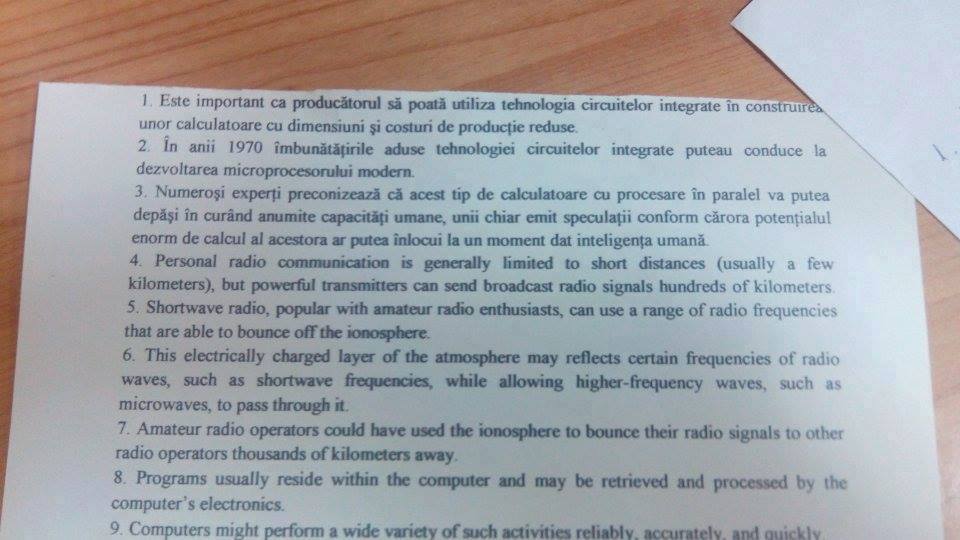 1. Este important ca producătorul să poată utiliza tehnologia circuitelor integrate în construirea
unor calculatoare cu dimensiuni şi costuri de producţie reduse.
2. În anii 1970 îmbunătăţirile aduse tehnologiei circuitelor integrate puteau conduce la
dezvoltarea microprocesorului modern.
3. Numeroşi experţi preconizează că acest tip de calculatoare cu procesare în paralel va putea
depăşi în curând anumite capacităţi umane, unii chiar emit speculaţii conform cărora potenţialul
enorm de calcul al acestora ar putea înlocui la un moment dat inteligenţa umană.
4. Personal radio communication is generally limited to short distances (usually a few
kilometers), but powerful transmitters can send broadcast radio signals hundreds of kilometers.
5. Shortwave radio, popular with amateur radio enthusiasts, can use a range of radio frequencies
that are able to bounce off the ionosphere.
6. This electrically charged layer of the atmosphere may reflects certain frequencies of radio
waves, such as shortwave frequencies, while allowing higher-frequency waves, such as
microwaves, to pass through it.
7. Amateur radio operators could have used the ionosphere to bounce their radio signals to other
radio operators thousands of kilometers away.
8. Programs usually reside within the computer and may be retrieved and processed by the
computer's electronics.
9. Computers might perform a wide variety of such activities reliably, accurately, and quickly.